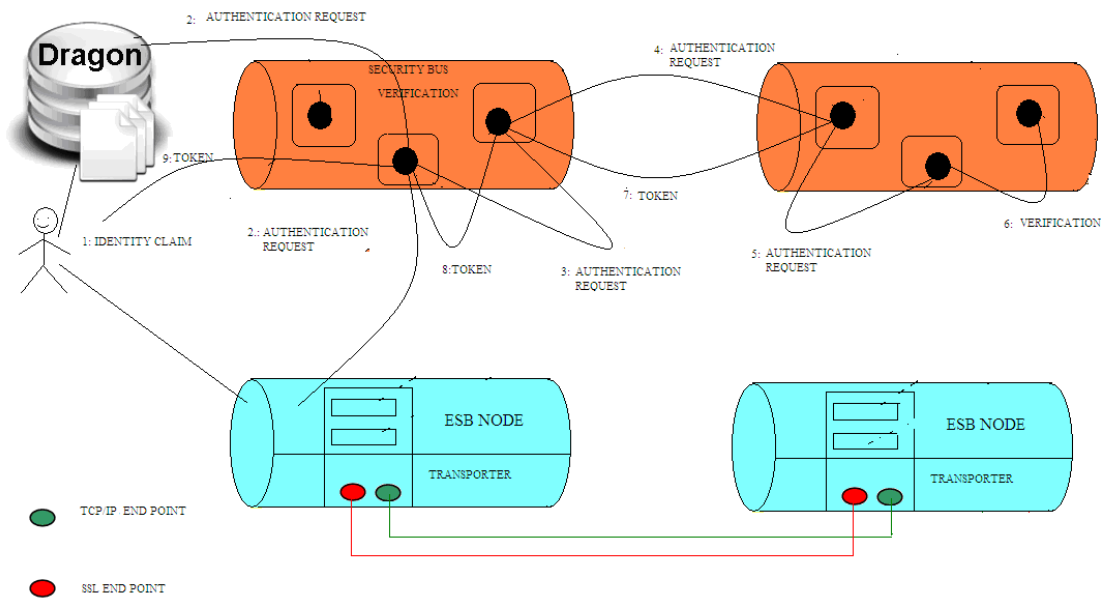 2: AUTHENTICATION REQUEST
Dragon
SECURITY BUS
VERIFICATION
4: AUTHENTICATION
REQUEST
9:TOKEN
7: TOKEN
1: IDENTITY CLAIM
2.: AUTHENTICATION
REQUEST
8:TOKEN
3: AUTHENTICATION
REQUEST
5: AUTHENTICATION
REQUEST
6: VERIFICATION
ESB NODE
TRANSPORTER
ESB NODE
TRANSPORTER
TCP/IP END POINT
SSL END POINT